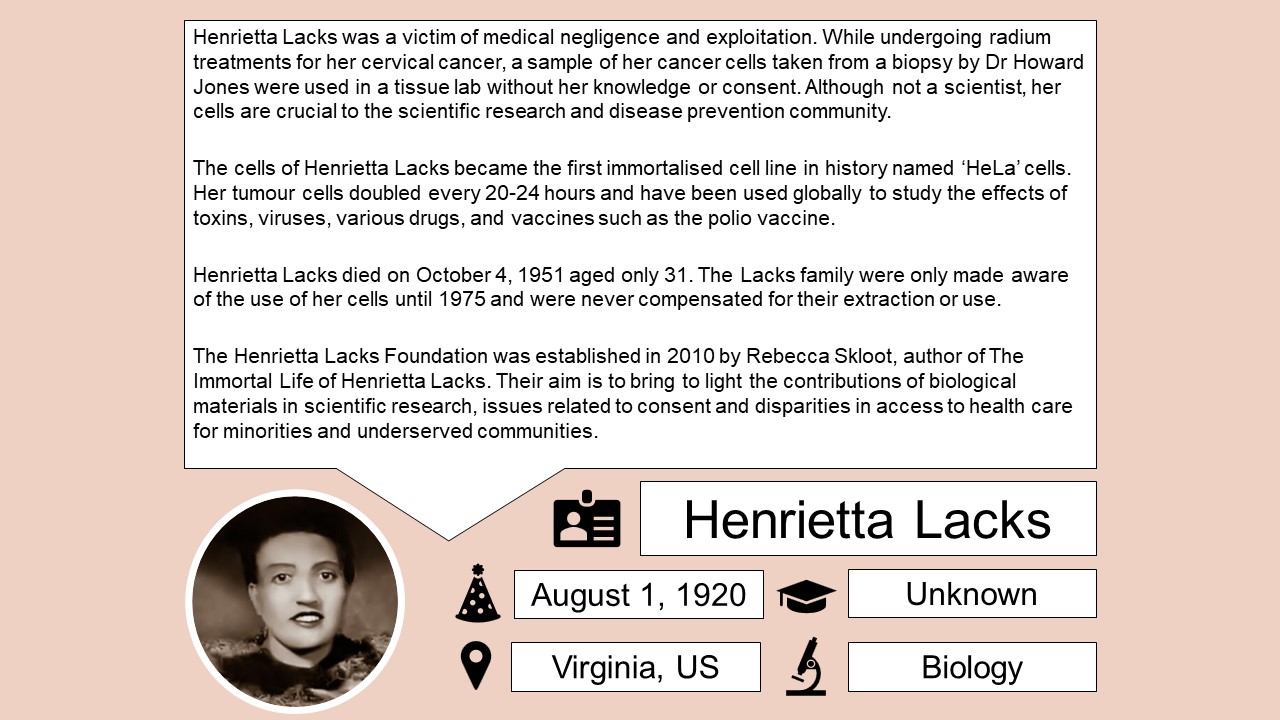 Henrietta Lacks was a victim of medical negligence and exploitation. While undergoing radium
treatments for her cervical cancer, a sample of her cancer cells taken from a biopsy by Dr Howard
Jones were used in a tissue lab without her knowledge or consent. Although not a scientist, her
cells are crucial to the scientific research and disease prevention community.
The cells of Henrietta Lacks became the first immortalised cell line in history named ‘HeLa’ cells.
Her tumour cells doubled every 20-24 hours and have been used globally to study the effects of
toxins, viruses, various drugs, and vaccines such as the polio vaccine.
Henrietta Lacks died on October 4, 1951 aged only 31. The Lacks family were only made aware
of the use of her cells until 1975 and were never compensated for their extraction or use.
The Henrietta Lacks Foundation was established in 2010 by Rebecca Skloot, author of The
Immortal Life of Henrietta Lacks. Their aim is to bring to light the contributions of biological
materials in scientific research, issues related to consent and disparities in access to health care
for minorities and underserved communities.
Henrietta Lacks
August 1, 1920
Unknown
Virginia, US
Biology